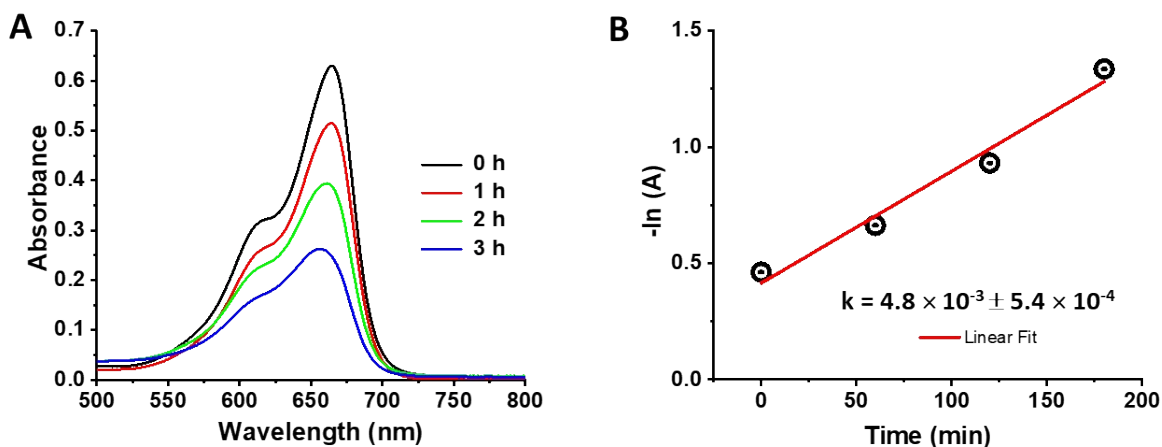 A
0.7
0.6
0.5
0.4
0.3
0.2
0.1
0.0
Absorbance
500 550 600 650 700 750 800
Wavelength (nm)
0 h
1 h
2 h
3 h
B
1.5
1.0
0.5
0.0
-ln (A)
0 50 100 150 200
Time (min)
k = 4.8 × 10⁻³ ± 5.4 × 10⁻⁴
Linear Fit